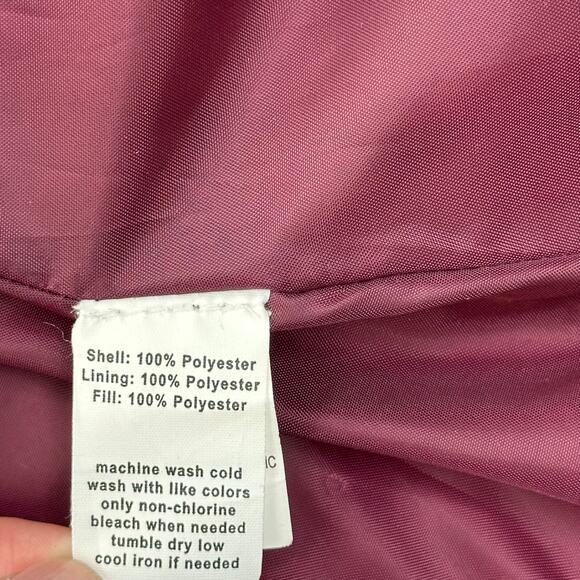 Shell: 100% Polyester
Lining: 100% Polyester
Fill: 100% Polyester
machine wash cold
wash with like colors
only non-chlorine
bleach when needed
tumble dry low
cool iron if needed